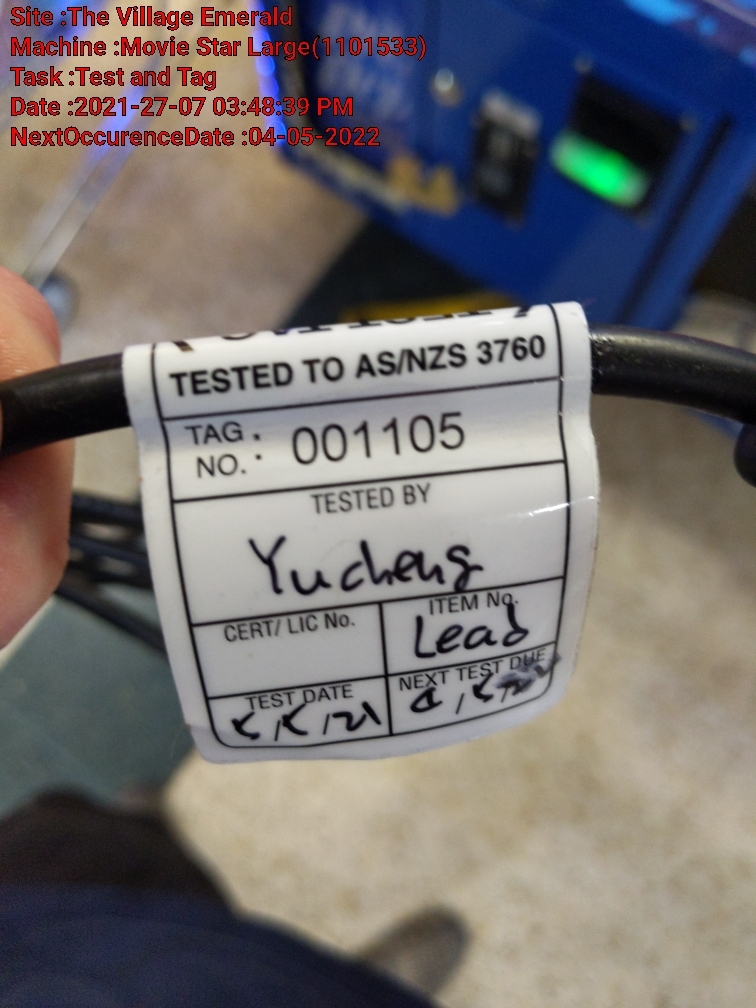 Site :The Village Emerald
Machine :Movie Star Large(1101533)
Task :Test and Tag
Date :2021-27-07 03:48:39 PM
NextOccurenceDate :04-05-2022
TESTED TO AS/NZS 3760
TAG NO. : 001105
TESTED BY
Yucheng
CERT/ LIC No.
ITEM No.
Lead
TEST DATE
NEXT TEST DUE